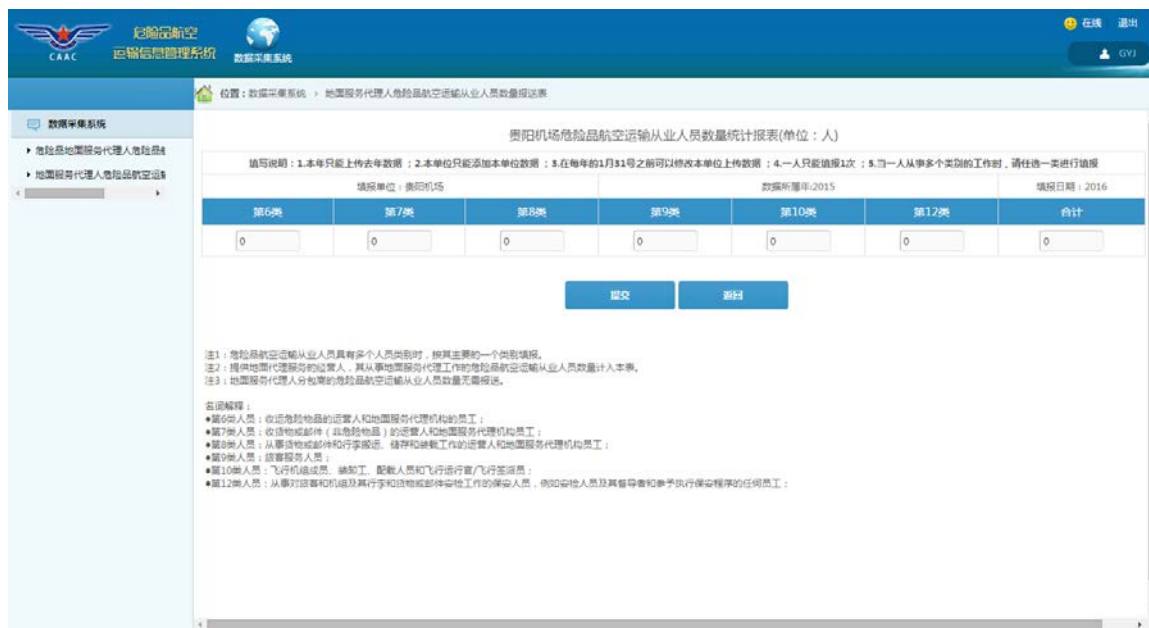 危险品航空
运输信息管理系统
CAAC
数据采集系统
在线 退出
GYJ
位置：数据采集系统 > 地面服务代理人危险品航空运输从业人员数量报送表
数据采集系统
危险品地面服务代理人危险品
地面服务代理人危险品航空运输
贵阳机场危险品航空运输从业人员数量统计报表(单位：人)
填写说明：1.本年只能上传去年数据 ；2.本单位只能添加本单位数据 ；3.在每年的1月31号之前可以修改本单位上传数据 ；4.一人只能填报1次 ；5.当一人从事多个类别的工作时，请任选一类进行填报
填报单位：贵阳机场 数据所属年:2015 填报日期：2016
第6类 第7类 第8类 第9类 第10类 第12类 合计
0 0 0 0 0 0 0
提交 返回
注1：危险品航空运输从业人员具有多个人员类别时，按其主要的一个类别填报。
注2：提供地面代理服务的经营人，其从事地面服务代理工作的危险品航空运输从业人员数量计入本表。
注3：地面服务代理人分包商的危险品航空运输从业人员数量无需报送。
名词解释：
●第6类人员：收运危险物品的运营人和地面服务代理机构的员工；
●第7类人员：收货物或邮件（非危险物品）的运营人和地面服务代理机构员工；
●第8类人员：从事货物或邮件和行李搬运、储存和装载工作的运营人和地面服务代理机构员工；
●第9类人员：旅客服务人员；
●第10类人员：飞行机组成员、装卸工、配载人员和飞行运行官/飞行签派员；
●第12类人员：从事对旅客和机组及其行李和货物或邮件安检工作的保安人员，例如安检人员及其督导者和参予执行保安程序的任何员工；